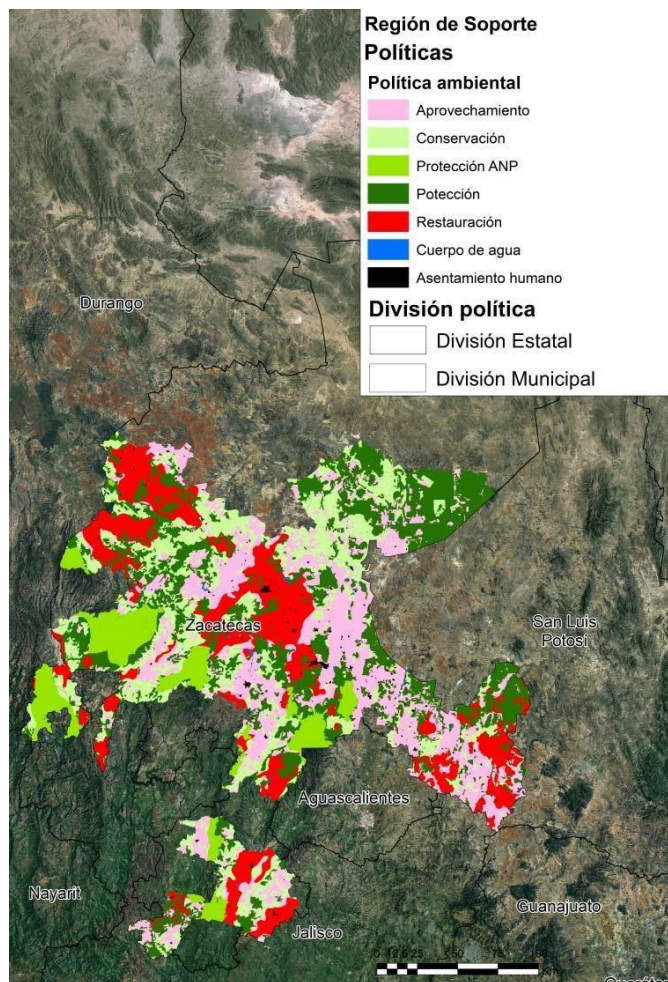 Región de Soporte
Políticas
Política ambiental
Aprovechamiento
Conservación
Protección ANP
Potección
Restauración
Cuerpo de agua
Asentamiento humano
División política
División Estatal
División Municipal
Durango
Zacatecas
San Luis
Potosí
Aguascalientes
Nayarit
Guanajuato
Jalisco